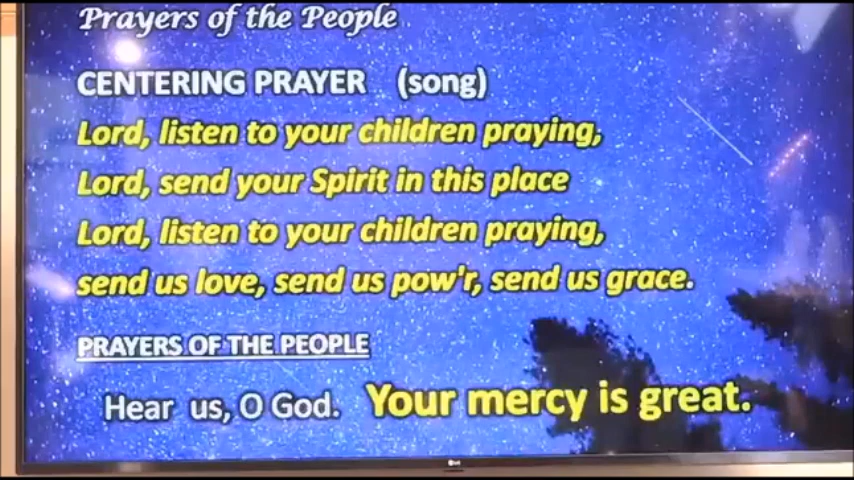 Prayers of the People
CENTERING PRAYER (song)
Lord, listen to your children praying,
Lord, send your Spirit in this place
Lord, listen to your children praying,
send us love, send us pow'r, send us grace.
PRAYERS OF THE PEOPLE
Hear us, O God. Your mercy is great.
LG